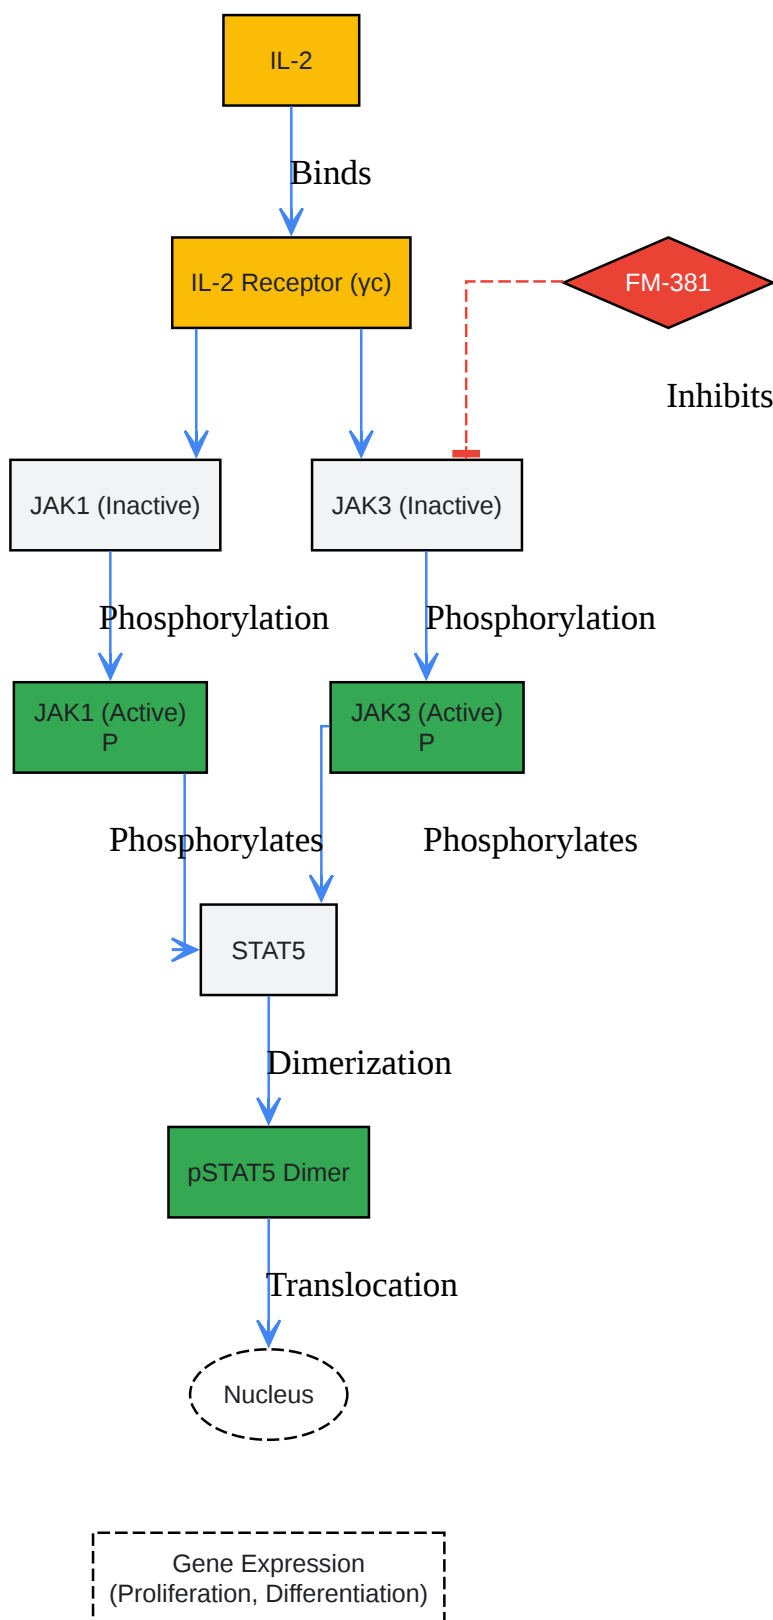 IL-2
Binds
IL-2 Receptor (γc)
FM-381
Inhibits
JAK1 (Inactive)
JAK3 (Inactive)
Phosphorylation
Phosphorylation
JAK1 (Active)
P
JAK3 (Active)
P
Phosphorylates
Phosphorylates
STAT5
Dimerization
pSTAT5 Dimer
Translocation
Nucleus
Gene Expression
(Proliferation, Differentiation)